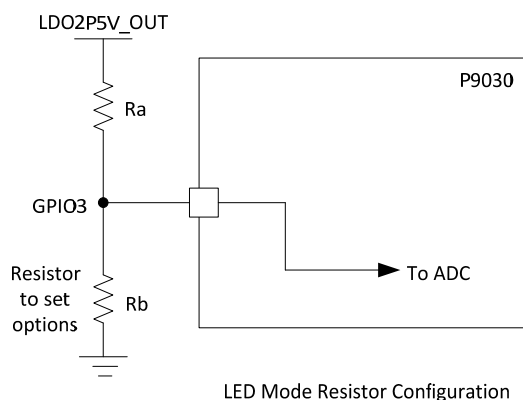 LDO2P5V_OUT
P9030
Ra
GPIO3
To ADC
Resistor
to set
options
Rb
LED Mode Resistor Configuration